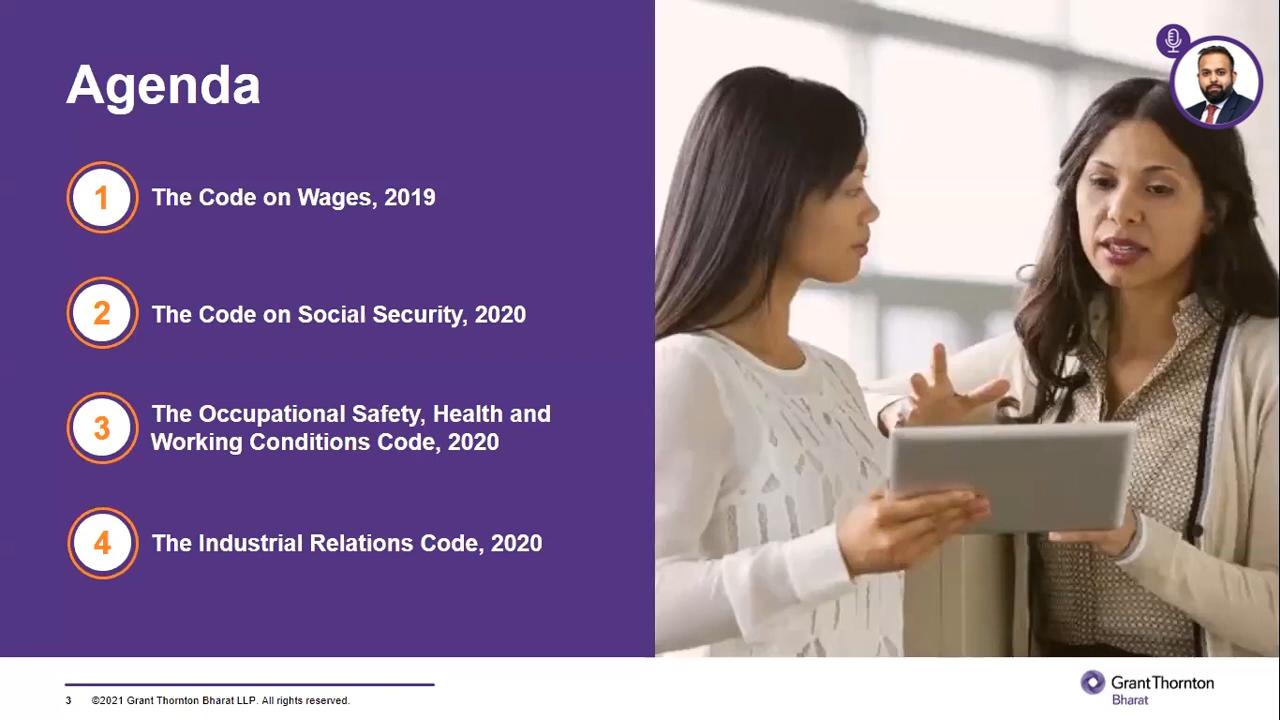 Agenda
1
The Code on Wages, 2019
2
The Code on Social Security, 2020
3
The Occupational Safety, Health and
Working Conditions Code, 2020
4
The Industrial Relations Code, 2020
3 ©2021 Grant Thornton Bharat LLP. All rights reserved.
GrantThornton
Bharat